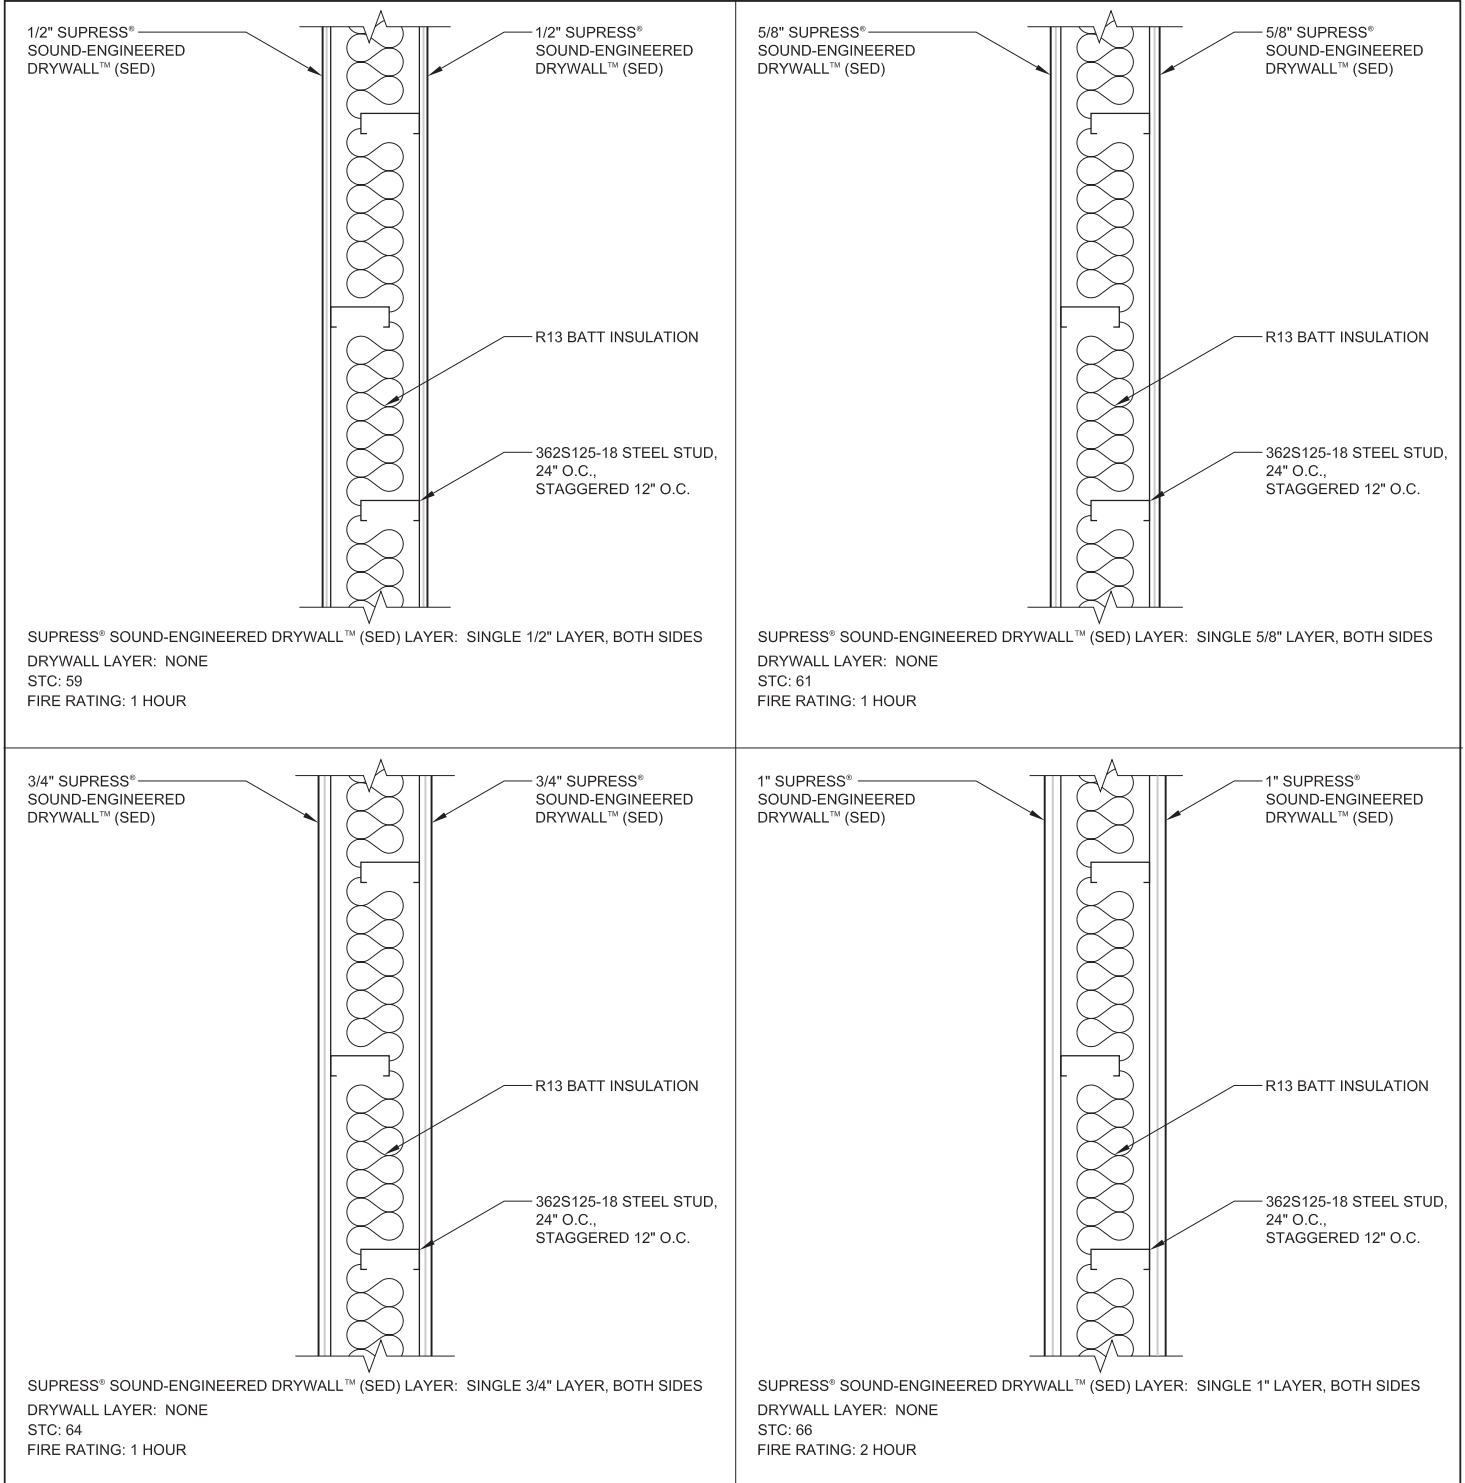 1/2" SUPRESS®
SOUND-ENGINEERED
DRYWALL™ (SED)
1/2" SUPRESS®
SOUND-ENGINEERED
DRYWALL™ (SED)
R13 BATT INSULATION
362S125-18 STEEL STUD,
24" O.C.,
STAGGERED 12" O.C.
SUPRESS® SOUND-ENGINEERED DRYWALL™ (SED) LAYER: SINGLE 1/2" LAYER, BOTH SIDES
DRYWALL LAYER: NONE
STC: 59
FIRE RATING: 1 HOUR
5/8" SUPRESS®
SOUND-ENGINEERED
DRYWALL™ (SED)
5/8" SUPRESS®
SOUND-ENGINEERED
DRYWALL™ (SED)
R13 BATT INSULATION
362S125-18 STEEL STUD,
24" O.C.,
STAGGERED 12" O.C.
SUPRESS® SOUND-ENGINEERED DRYWALL™ (SED) LAYER: SINGLE 5/8" LAYER, BOTH SIDES
DRYWALL LAYER: NONE
STC: 61
FIRE RATING: 1 HOUR
3/4" SUPRESS®
SOUND-ENGINEERED
DRYWALL™ (SED)
3/4" SUPRESS®
SOUND-ENGINEERED
DRYWALL™ (SED)
R13 BATT INSULATION
362S125-18 STEEL STUD,
24" O.C.,
STAGGERED 12" O.C.
SUPRESS® SOUND-ENGINEERED DRYWALL™ (SED) LAYER: SINGLE 3/4" LAYER, BOTH SIDES
DRYWALL LAYER: NONE
STC: 64
FIRE RATING: 1 HOUR
1" SUPRESS®
SOUND-ENGINEERED
DRYWALL™ (SED)
1" SUPRESS®
SOUND-ENGINEERED
DRYWALL™ (SED)
R13 BATT INSULATION
362S125-18 STEEL STUD,
24" O.C.,
STAGGERED 12" O.C.
SUPRESS® SOUND-ENGINEERED DRYWALL™ (SED) LAYER: SINGLE 1" LAYER, BOTH SIDES
DRYWALL LAYER: NONE
STC: 66
FIRE RATING: 2 HOUR